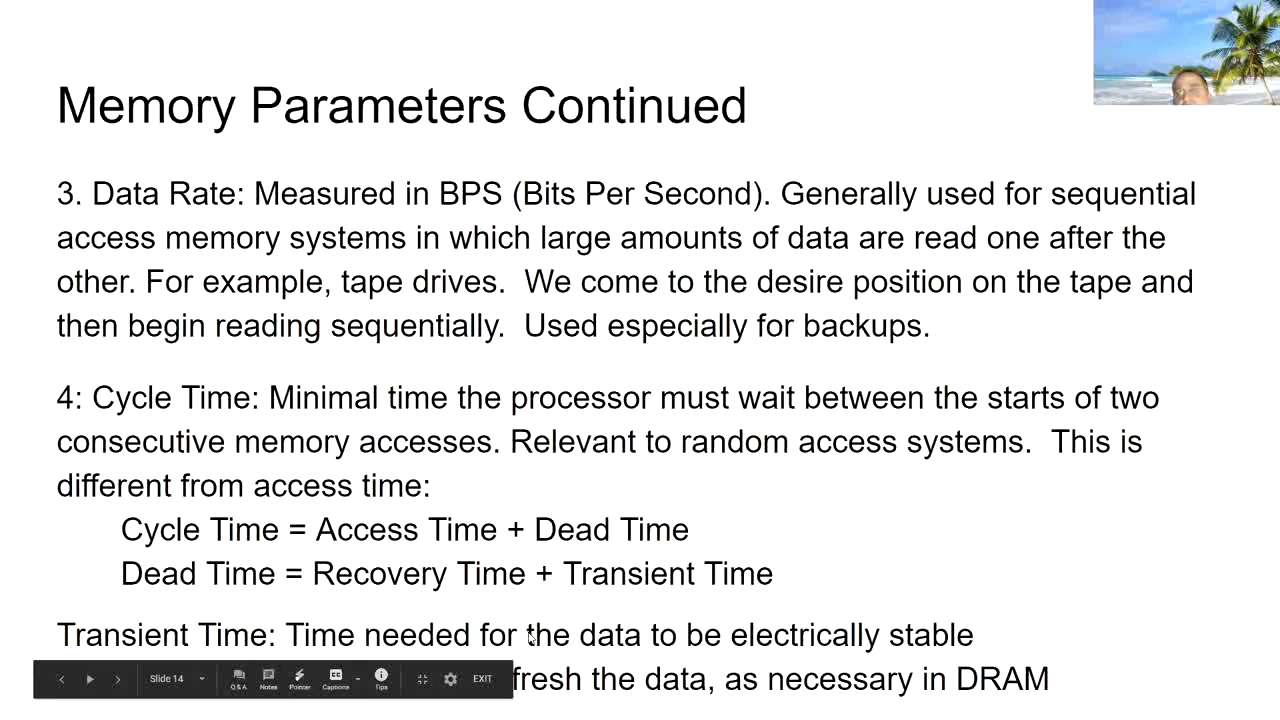 Memory Parameters Continued
3. Data Rate: Measured in BPS (Bits Per Second). Generally used for sequential
access memory systems in which large amounts of data are read one after the
other. For example, tape drives. We come to the desire position on the tape and
then begin reading sequentially. Used especially for backups.
4: Cycle Time: Minimal time the processor must wait between the starts of two
consecutive memory accesses. Relevant to random access systems. This is
different from access time:
Cycle Time = Access Time + Dead Time
Dead Time = Recovery Time + Transient Time
Transient Time: Time needed for the data to be electrically stable
fresh the data, as necessary in DRAM
Slide 14
Q&A Notes Pointer Captions Tips EXIT